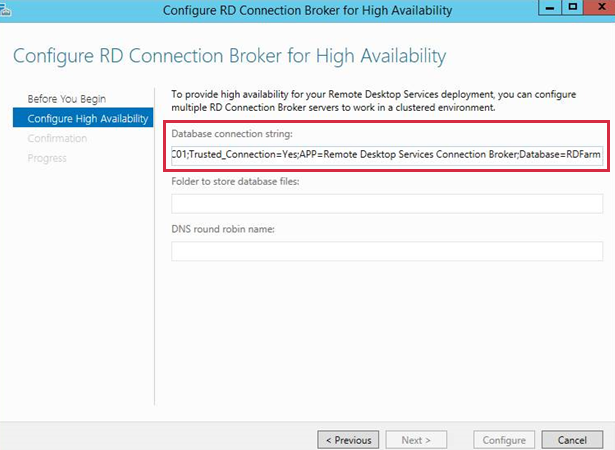 Configure RD Connection Broker for High Availability
Configure RD Connection Broker for High Availability
Before You Begin
Configure High Availability
Confirmation
Progress
To provide high availability for your Remote Desktop Services deployment, you can configure
multiple RD Connection Broker servers to work in a clustered environment.
Database connection string:
C01;Trusted_Connection=Yes;APP=Remote Desktop Services Connection Broker;Database=RDFarm
Folder to store database files:
DNS round robin name:
< Previous
Next >
Configure
Cancel